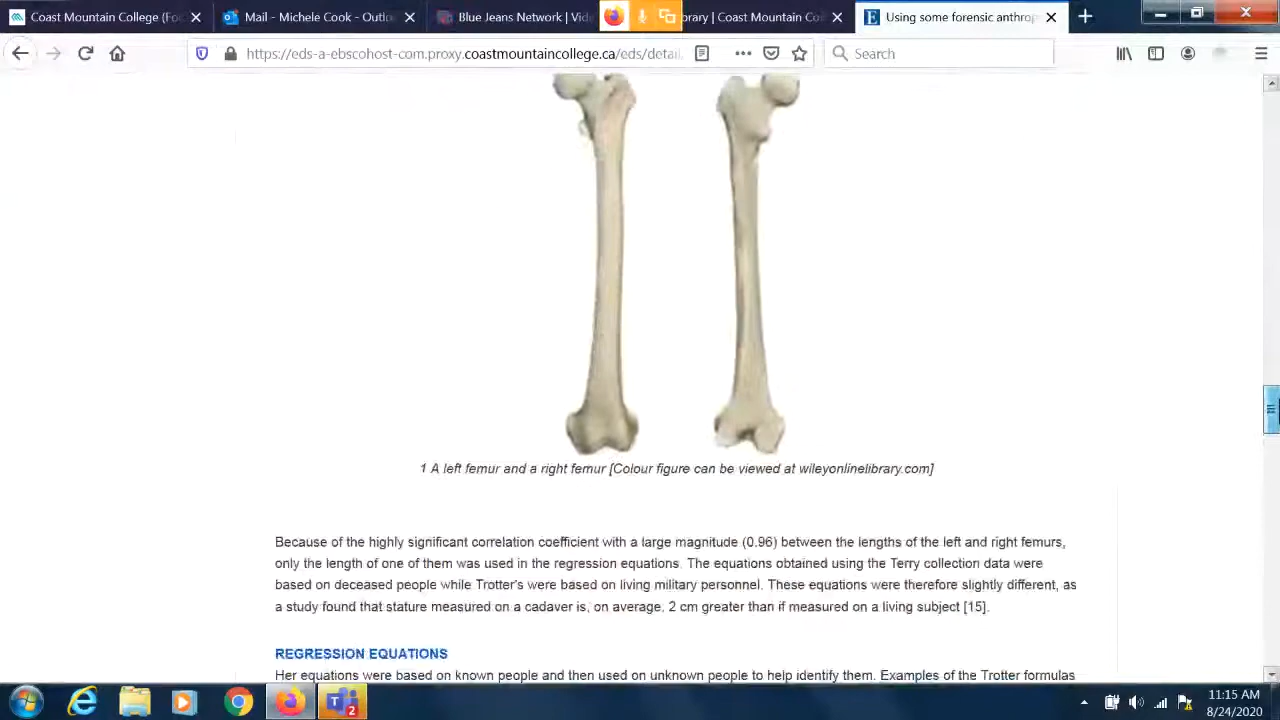 Coast Mountain College (Fo
Mail - Michele Cook - Outlo
Blue Jeans Network | Vid
rary | Coast Mountain Co
Using some forensic anthrop
https://eds-a-ebscohost-com.proxy.coastmountaincollege.ca/eds/detai
Search
1 A left femur and a right femur [Colour figure can be viewed at wileyonlinelibrary.com]
Because of the highly significant correlation coefficient with a large magnitude (0.96) between the lengths of the left and right femurs,
only the length of one of them was used in the regression equations. The equations obtained using the Terry collection data were
based on deceased people while Trotter's were based on living military personnel. These equations were therefore slightly different, as
a study found that stature measured on a cadaver is, on average, 2 cm greater than if measured on a living subject [15].
REGRESSION EQUATIONS
Her equations were based on known people and then used on unknown people to help identify them. Examples of the Trotter formulas
2
11:15 AM
8/24/2020